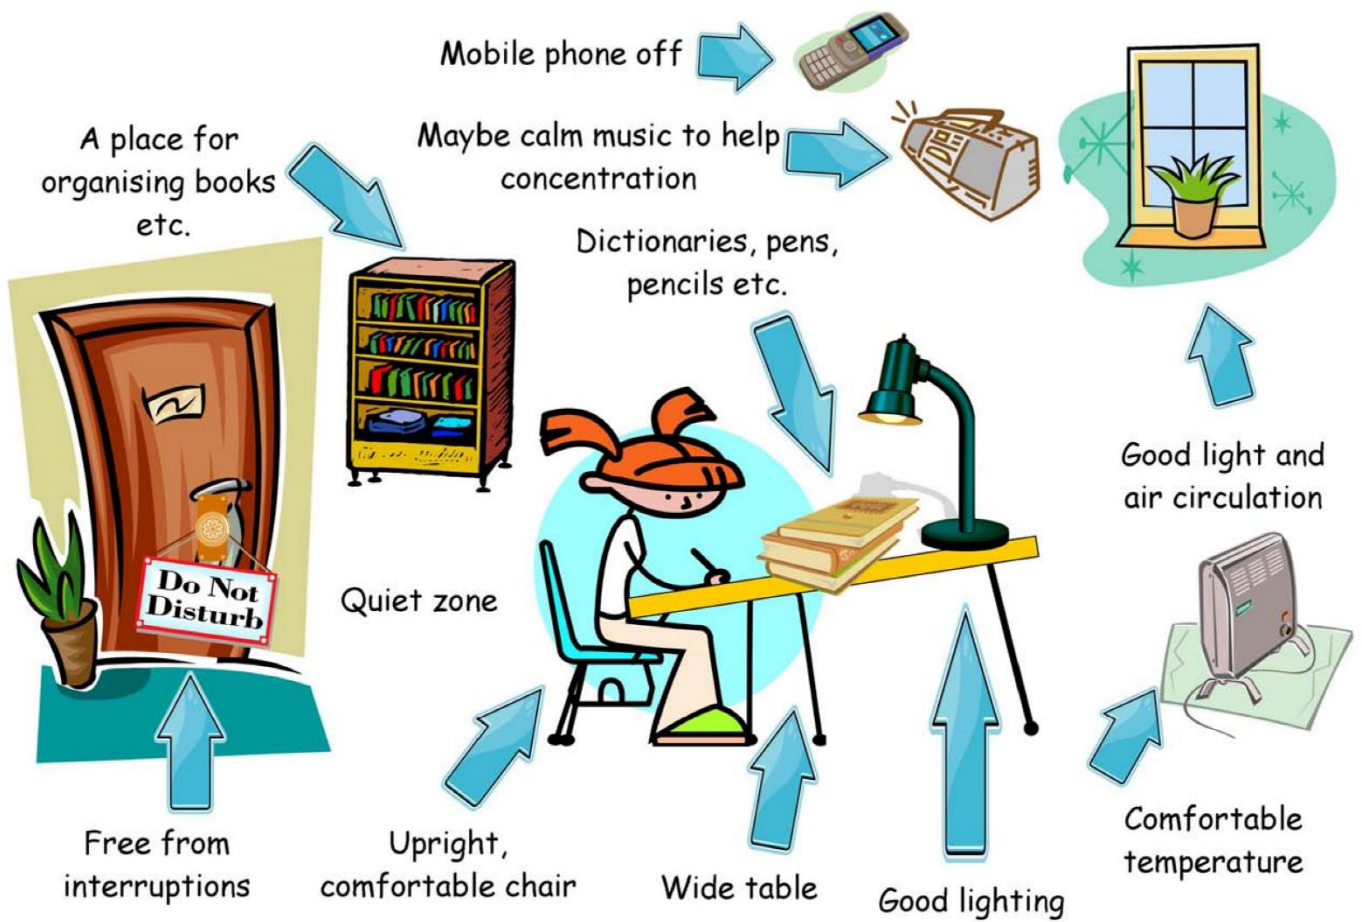 Mobile phone off
Maybe calm music to help
concentration
A place for
organising books
etc.
Dictionaries, pens,
pencils etc.
Good light and
air circulation
Do Not
Disturb
Quiet zone
Free from
interruptions
Upright,
comfortable chair
Wide table
Good lighting
Comfortable
temperature